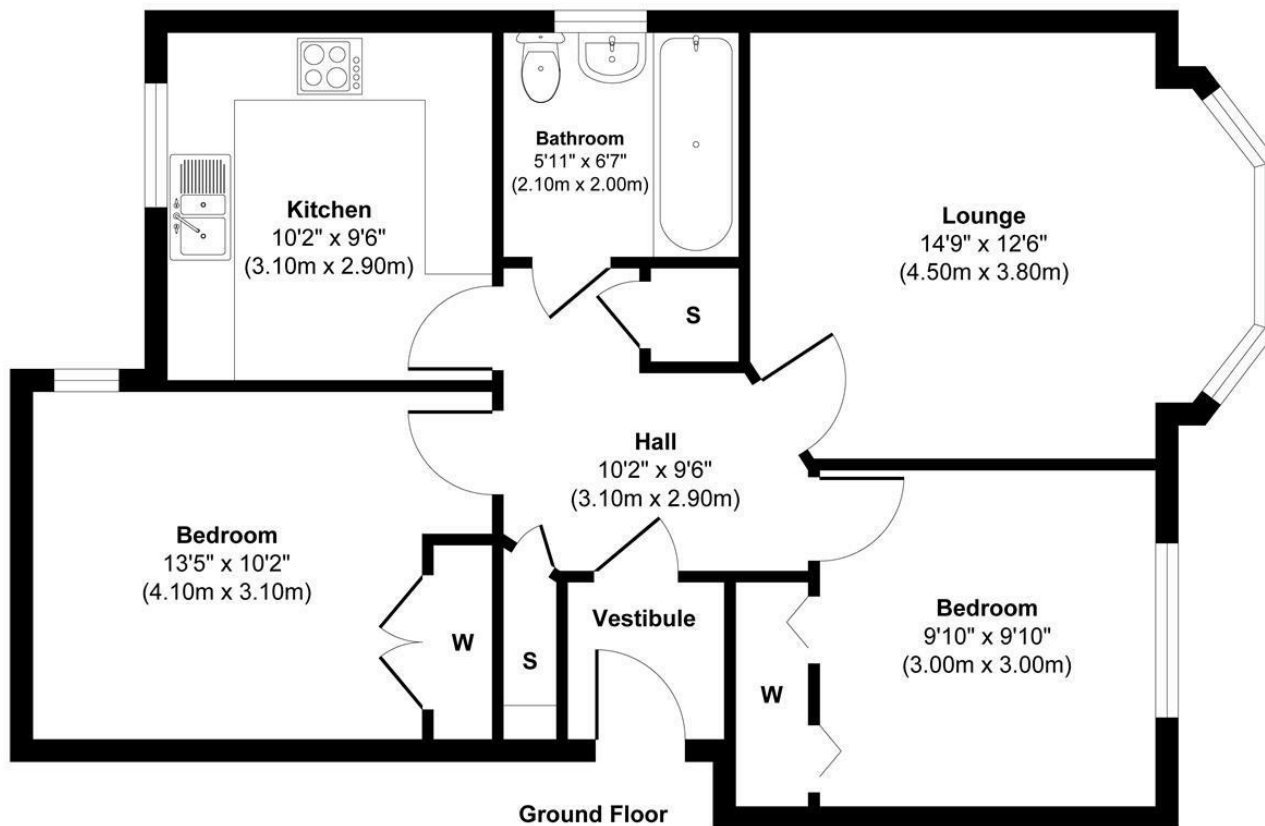 Kitchen
10'2" x 9'6"
(3.10m x 2.90m)
Bathroom
5'11" x 6'7"
(2.10m x 2.00m)
Lounge
14'9" x 12'6"
(4.50m x 3.80m)
S
Hall
10'2" x 9'6"
(3.10m x 2.90m)
Bedroom
13'5" x 10'2"
(4.10m x 3.10m)
W
S
Vestibule
W
Bedroom
9'10" x 9'10"
(3.00m x 3.00m)
Ground Floor